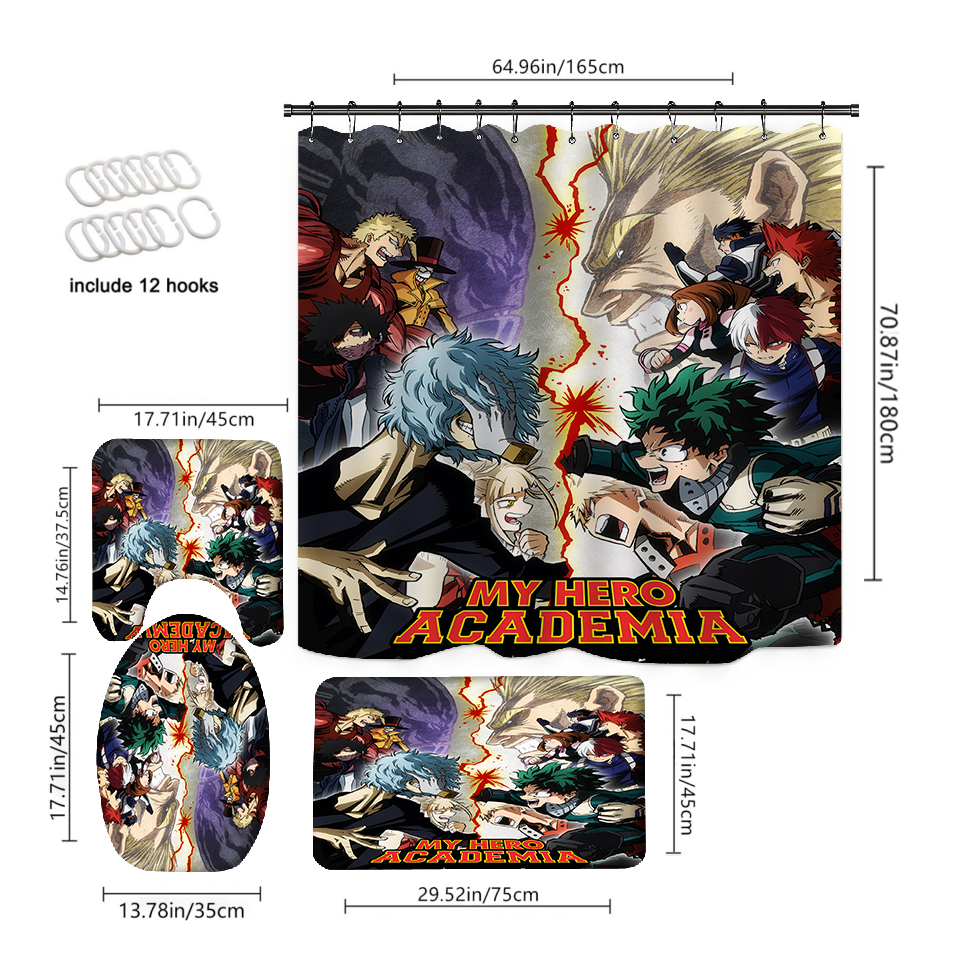 64.96in/165cm
include 12 hooks
70.87in/180cm
17.71in/45cm
14.76in/37.5cm
MY HERO
ACADEMIA
MY HERO
ACADEMIA
17.71in/45cm
17.71in/45cm
MY HERO
ACADEMIA
29.52in/75cm
13.78in/35cm